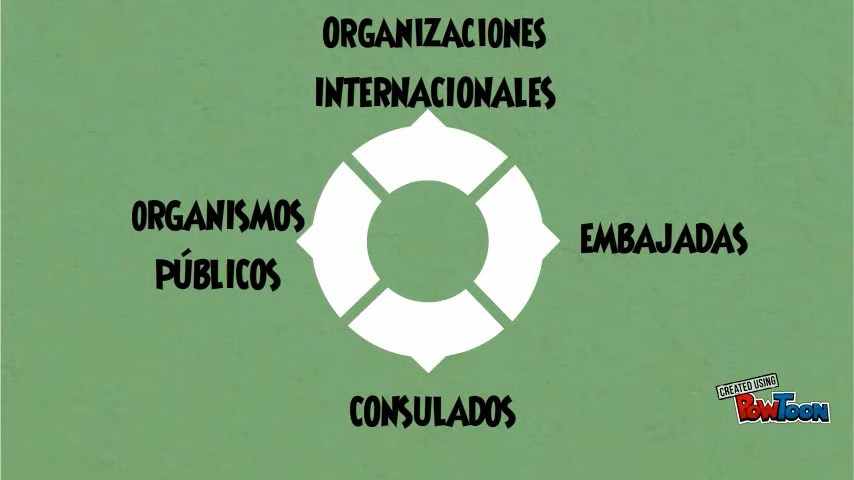 ORGANIZACIONES
INTERNACIONALES
ORGANISMOS
PÚBLICOS
EMBAJADAS
CONSULADOS
CREATED USING
POWTOON